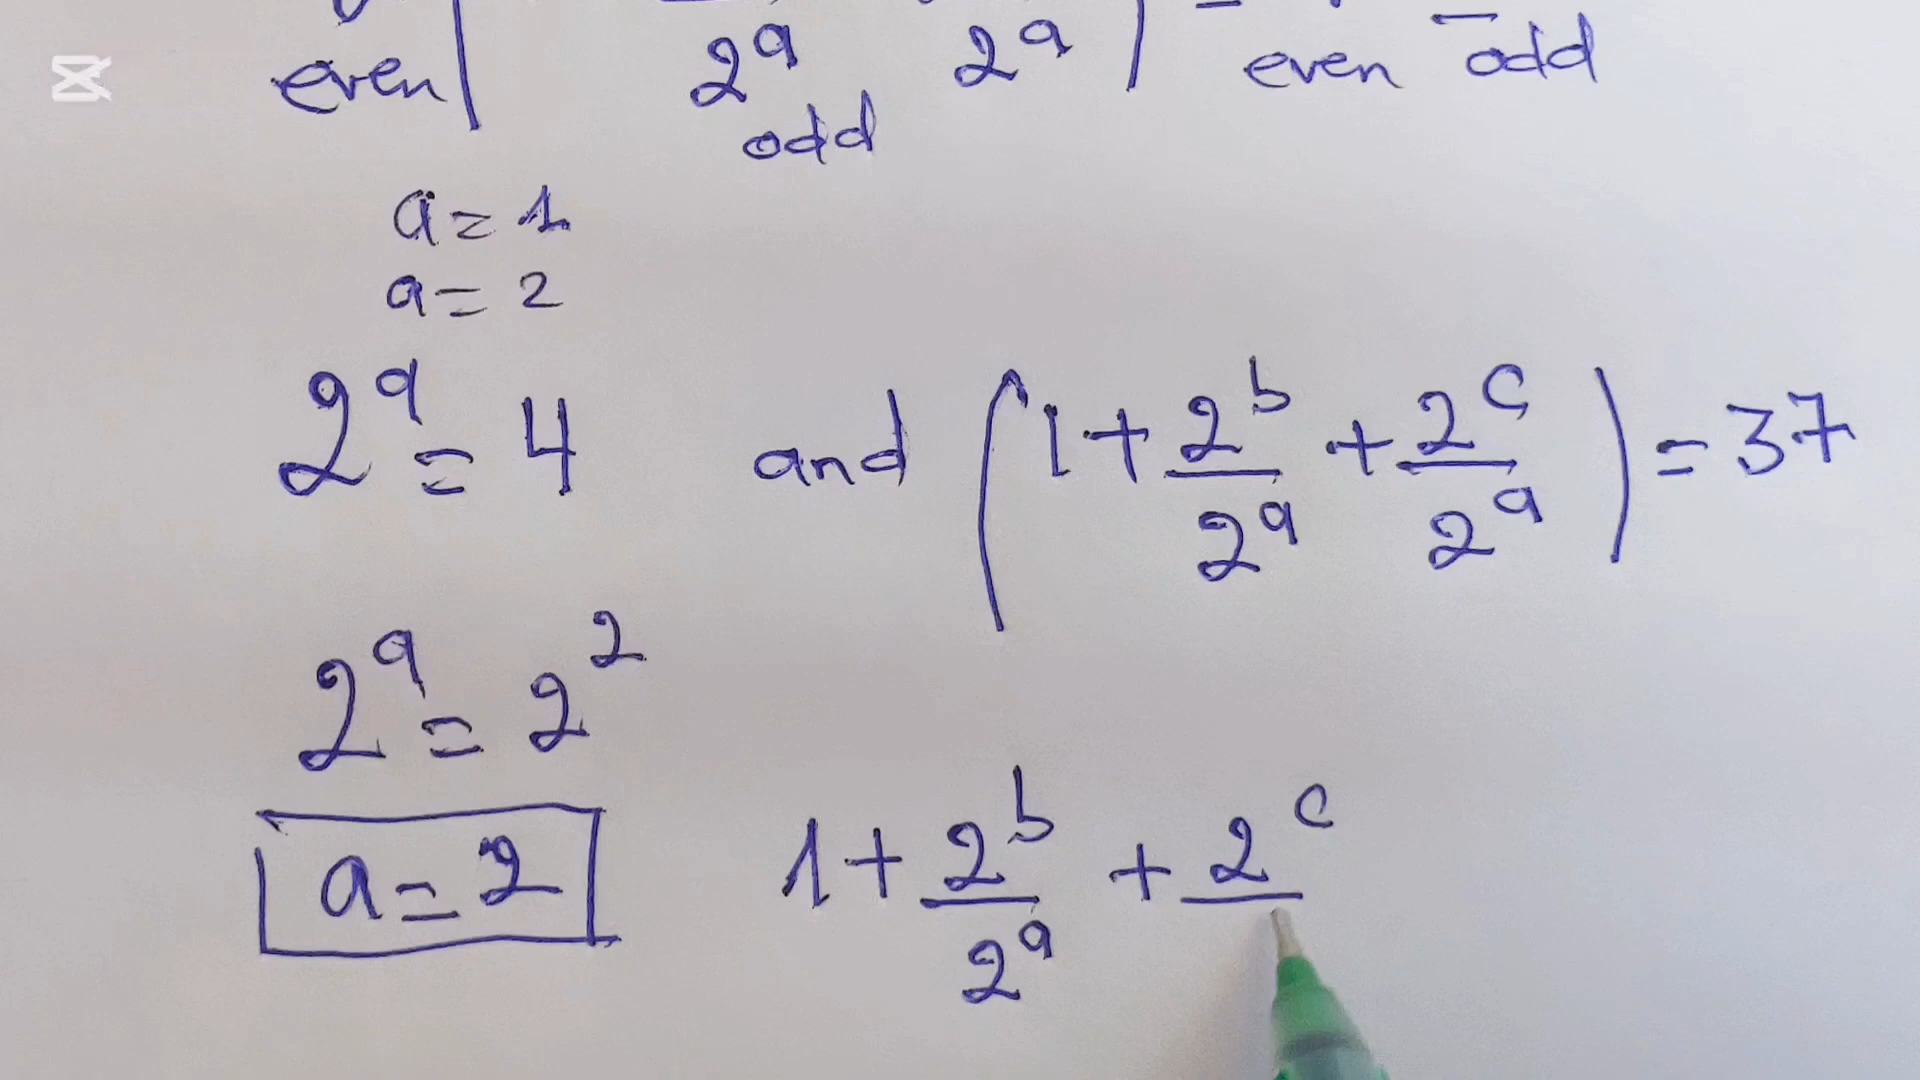 even 2^a 2^a even odd
odd
a = 1
a = 2
2^a = 4 and (1 + 2^b/2^a + 2^c/2^a) = 37
2^a = 2^2
a = 2 1 + 2^b/2^a + 2^c